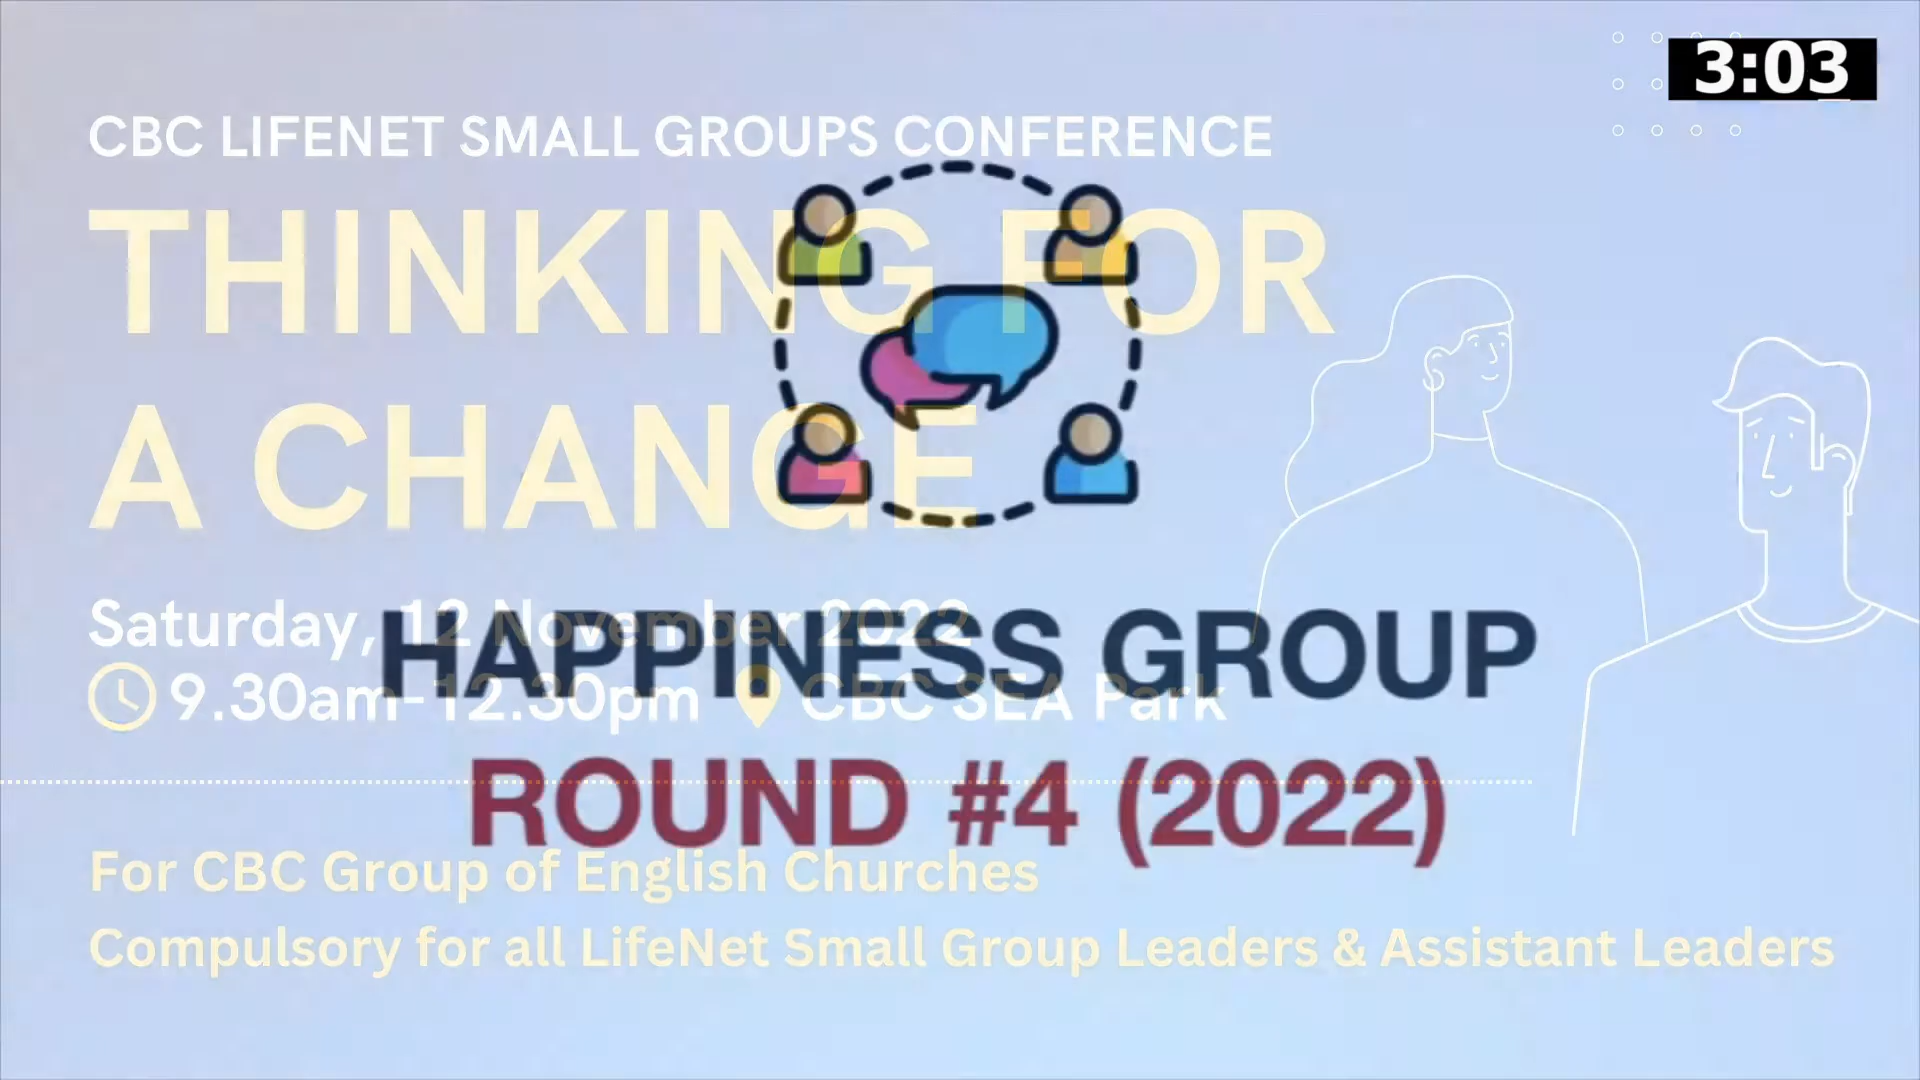 3:03
CBC LIFENET SMALL GROUPS CONFERENCE
THINKING FOR
A CHANGE
Saturday, 12 November 2022
9.30am-12.30pm CBC SEA Park
HAPPINESS GROUP
ROUND #4 (2022)
For CBC Group of English Churches
Compulsory for all LifeNet Small Group Leaders & Assistant Leaders